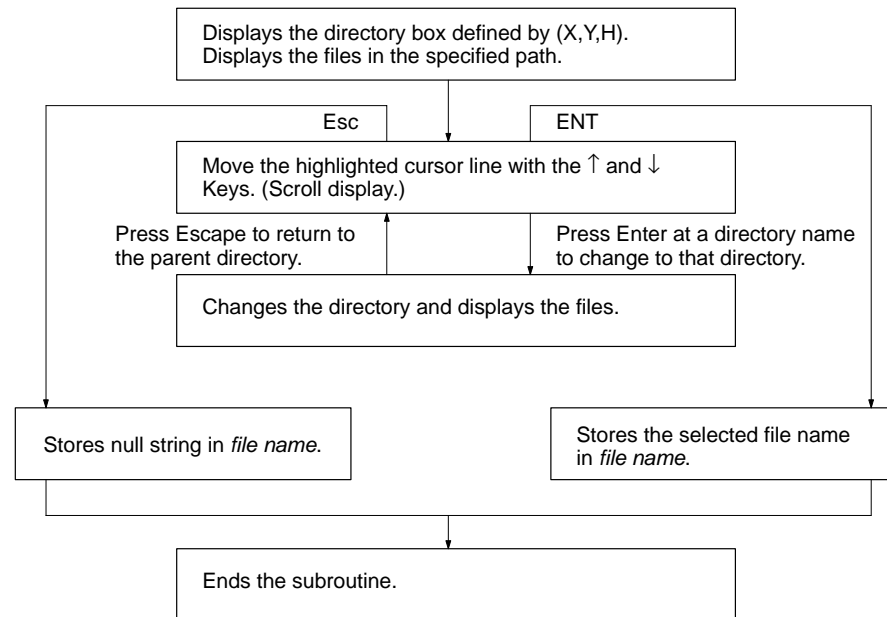 Displays the directory box defined by (X,Y,H).
Displays the files in the specified path.
Esc
ENT
Move the highlighted cursor line with the ↑ and ↓
Keys. (Scroll display.)
Press Escape to return to
the parent directory.
Press Enter at a directory name
to change to that directory.
Changes the directory and displays the files.
Stores null string in file name.
Stores the selected file name
in file name.
Ends the subroutine.